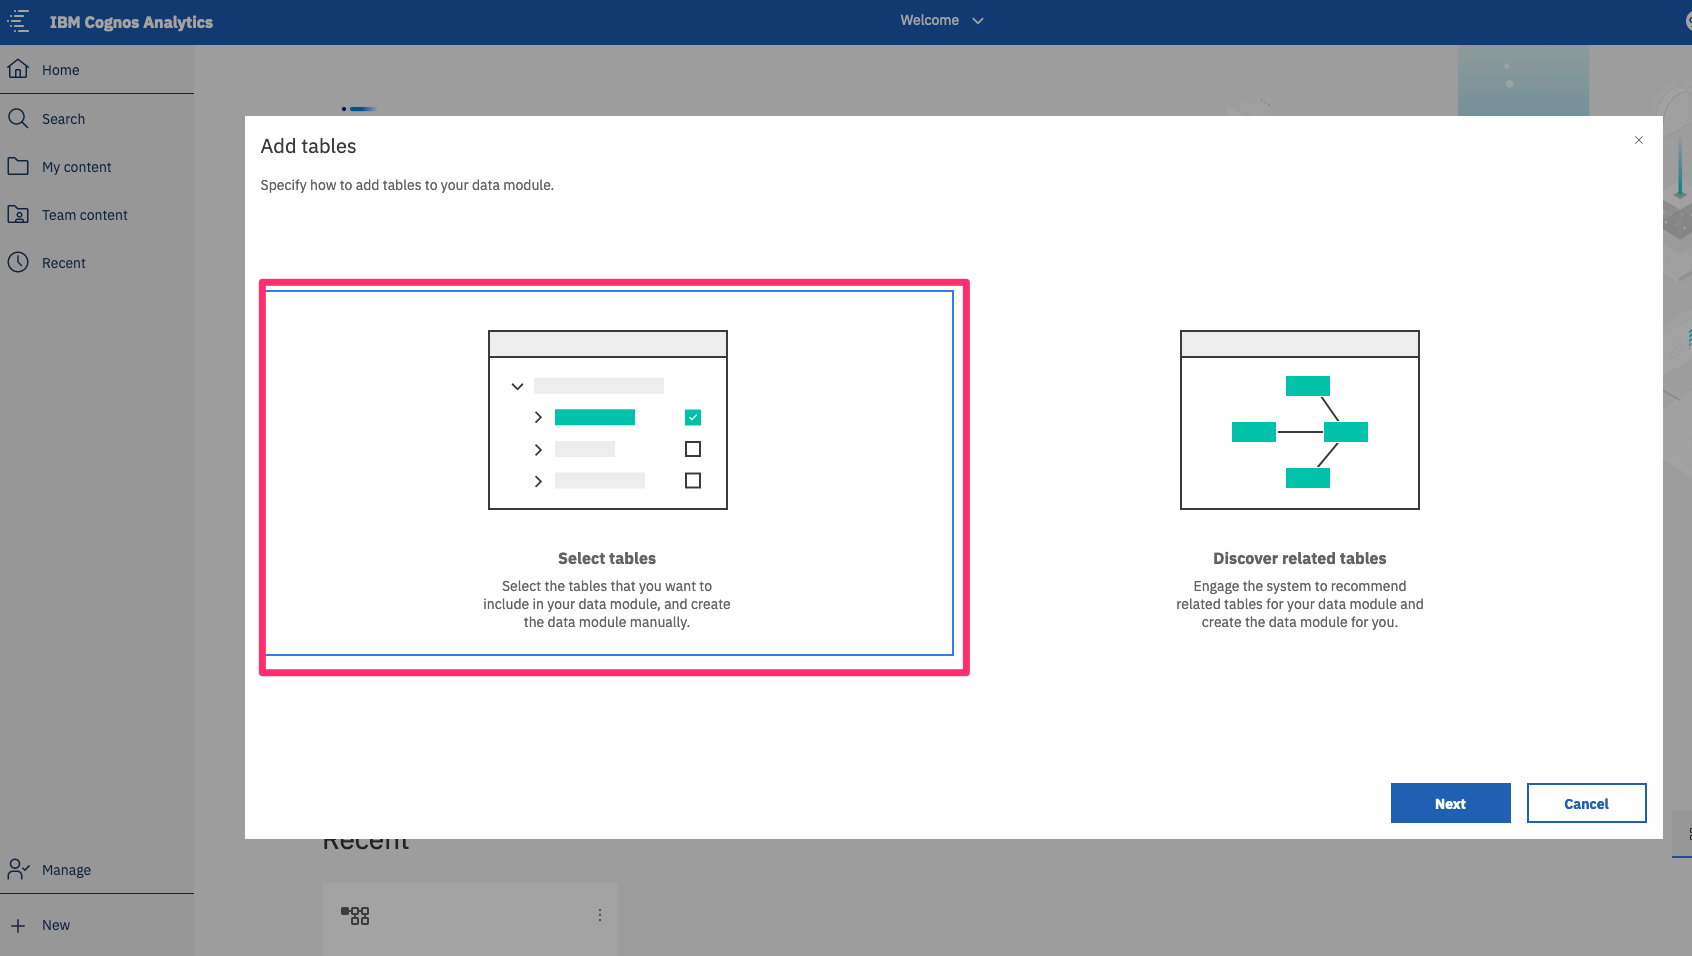 IBM Cognos Analytics
Welcome
Home
Search
My content
Team content
Recent
Add tables
Specify how to add tables to your data module.
Select tables
Select the tables that you want to
include in your data module, and create
the data module manually.
Discover related tables
Engage the system to recommend
related tables for your data module and
create the data module for you.
Next
Cancel
Recent
Manage
New